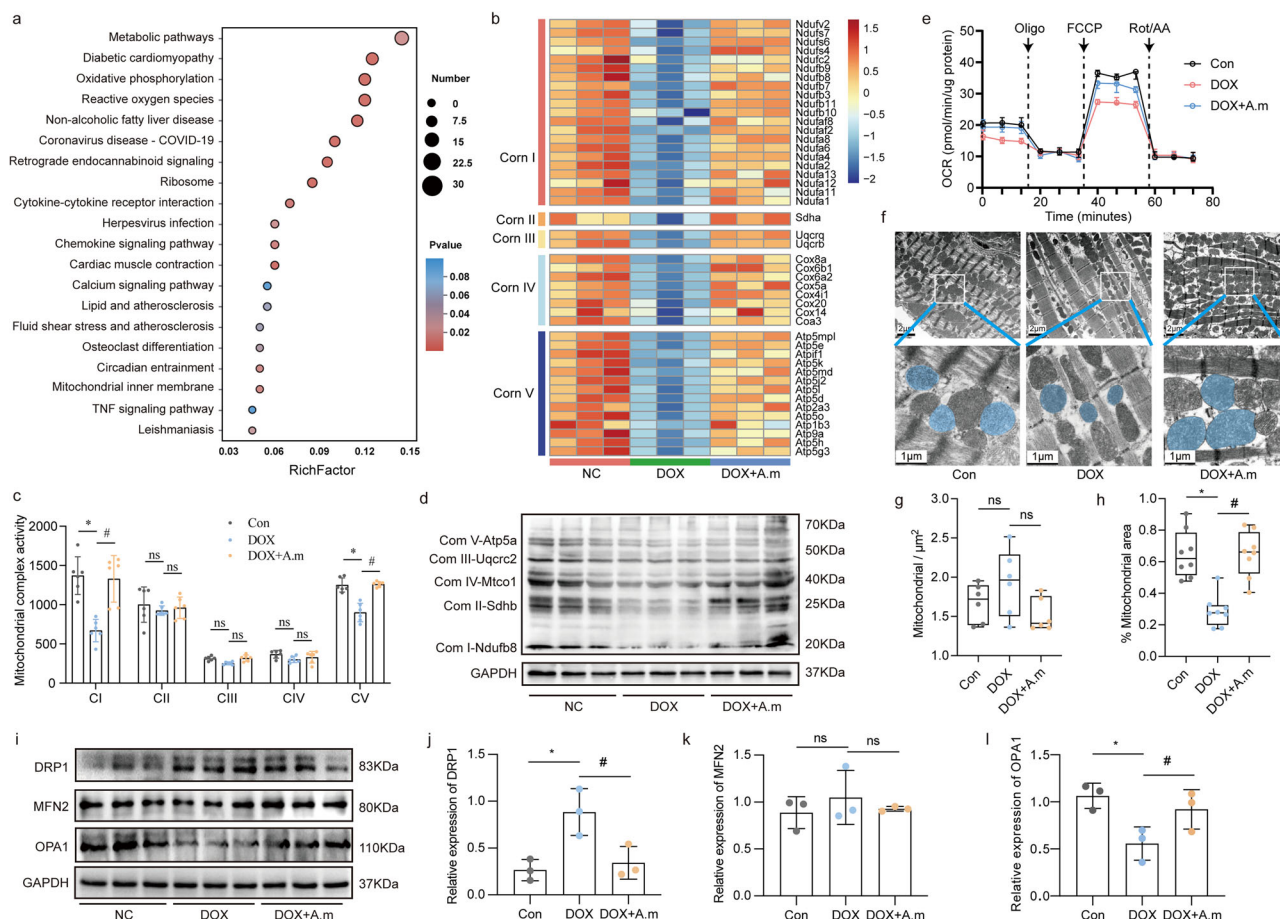 a
Metabolic pathways
Diabetic cardiomyopathy
Oxidative phosphorylation
Reactive oxygen species
Non-alcoholic fatty liver disease
Coronavirus disease - COVID-19
Retrograde endocannabinoid signaling
Ribosome
Cytokine-cytokine receptor interaction
Herpesvirus infection
Chemokine signaling pathway
Cardiac muscle contraction
Calcium signaling pathway
Lipid and atherosclerosis
Fluid shear stress and atherosclerosis
Osteoclast differentiation
Circadian entrainment
Mitochondrial inner membrane
TNF signaling pathway
Leishmaniasis
0.03 0.06 0.09 0.12 0.15
RichFactor
Number
0
7.5
15
22.5
30
Pvalue
0.08
0.06
0.04
0.02
b
Corn I
Corn II
Corn III
Corn IV
Corn V
Ndufv2
Ndufs7
Ndufs6
Ndufs4
Ndufc2
Ndufb9
Ndufb8
Ndufb7
Ndufb3
Ndufb11
Ndufb10
Ndufaf8
Ndufaf2
Ndufa8
Ndufa6
Ndufa4
Ndufa2
Ndufa13
Ndufa12
Ndufa11
Ndufa1
Sdha
Uqcrq
Uqcrb
Cox8a
Cox6b1
Cox6a2
Cox5a
Cox4i1
Cox20
Cox14
Coa3
Atp5mpl
Atp5e
Atpif1
Atp5k
Atp5md
Atp5j2
Atp5l
Atp5d
Atp2a3
Atp5o
Atp1b3
Atp9a
Atp5h
Atp5g3
NC DOX DOX+A.m
1.5
1
0.5
0
−0.5
−1
−1.5
−2
e
Oligo FCCP Rot/AA
Con
DOX
DOX+A.m
OCR (pmol/min/ug protein)
50
40
30
20
10
0
0 20 40 60 80
Time (minutes)
f
2μm 2μm 2μm
1μm 1μm 1μm
Con DOX DOX+A.m
c
Mitochondrial complex activity
2000
1500
1000
500
0
* #
ns ns
ns ns
ns ns
* #
Con
DOX
DOX+A.m
CI CII CIII CIV CV
d
Com V-Atp5a
Com III-Uqcrc2
Com IV-Mtco1
Com II-Sdhb
Com I-Ndufb8
GAPDH
70KDa
50KDa
40KDa
25KDa
20KDa
37KDa
NC DOX DOX+A.m
g
Mitochondrial / μm²
3.0
2.5
2.0
1.5
1.0
ns ns
Con DOX DOX+A.m
h
% Mitochondrial area
1.0
0.8
0.6
0.4
0.2
0.0
* #
Con DOX DOX+A.m
i
DRP1 83KDa
MFN2 80KDa
OPA1 110KDa
GAPDH 37KDa
NC DOX DOX+A.m
j
Relative expression of DRP1
1.5
1.0
0.5
0.0
* #
Con DOX DOX+A.m
k
Relative expression of MFN2
1.5
1.0
0.5
0.0
ns ns
Con DOX DOX+A.m
l
Relative expression of OPA1
1.5
1.0
0.5
0.0
* #
Con DOX DOX+A.m